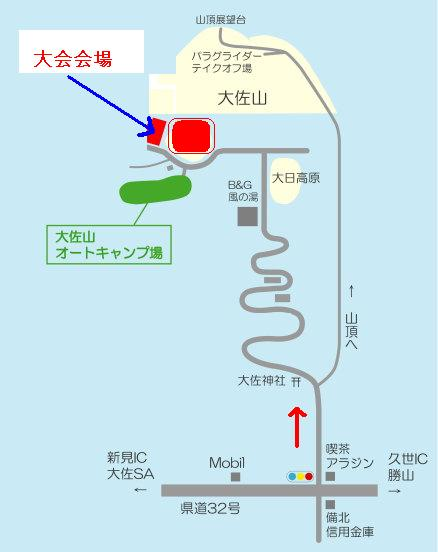 山頂展望台
大会会場
パラグライダー
テイクオフ場
大佐山
大日高原
B&G
風の湯
大佐山
オートキャンプ場
↑
山頂へ
大佐神社
喫茶
アラジン
新見IC
大佐SA
←
Mobil
久世IC
勝山
→
県道32号
備北
信用金庫